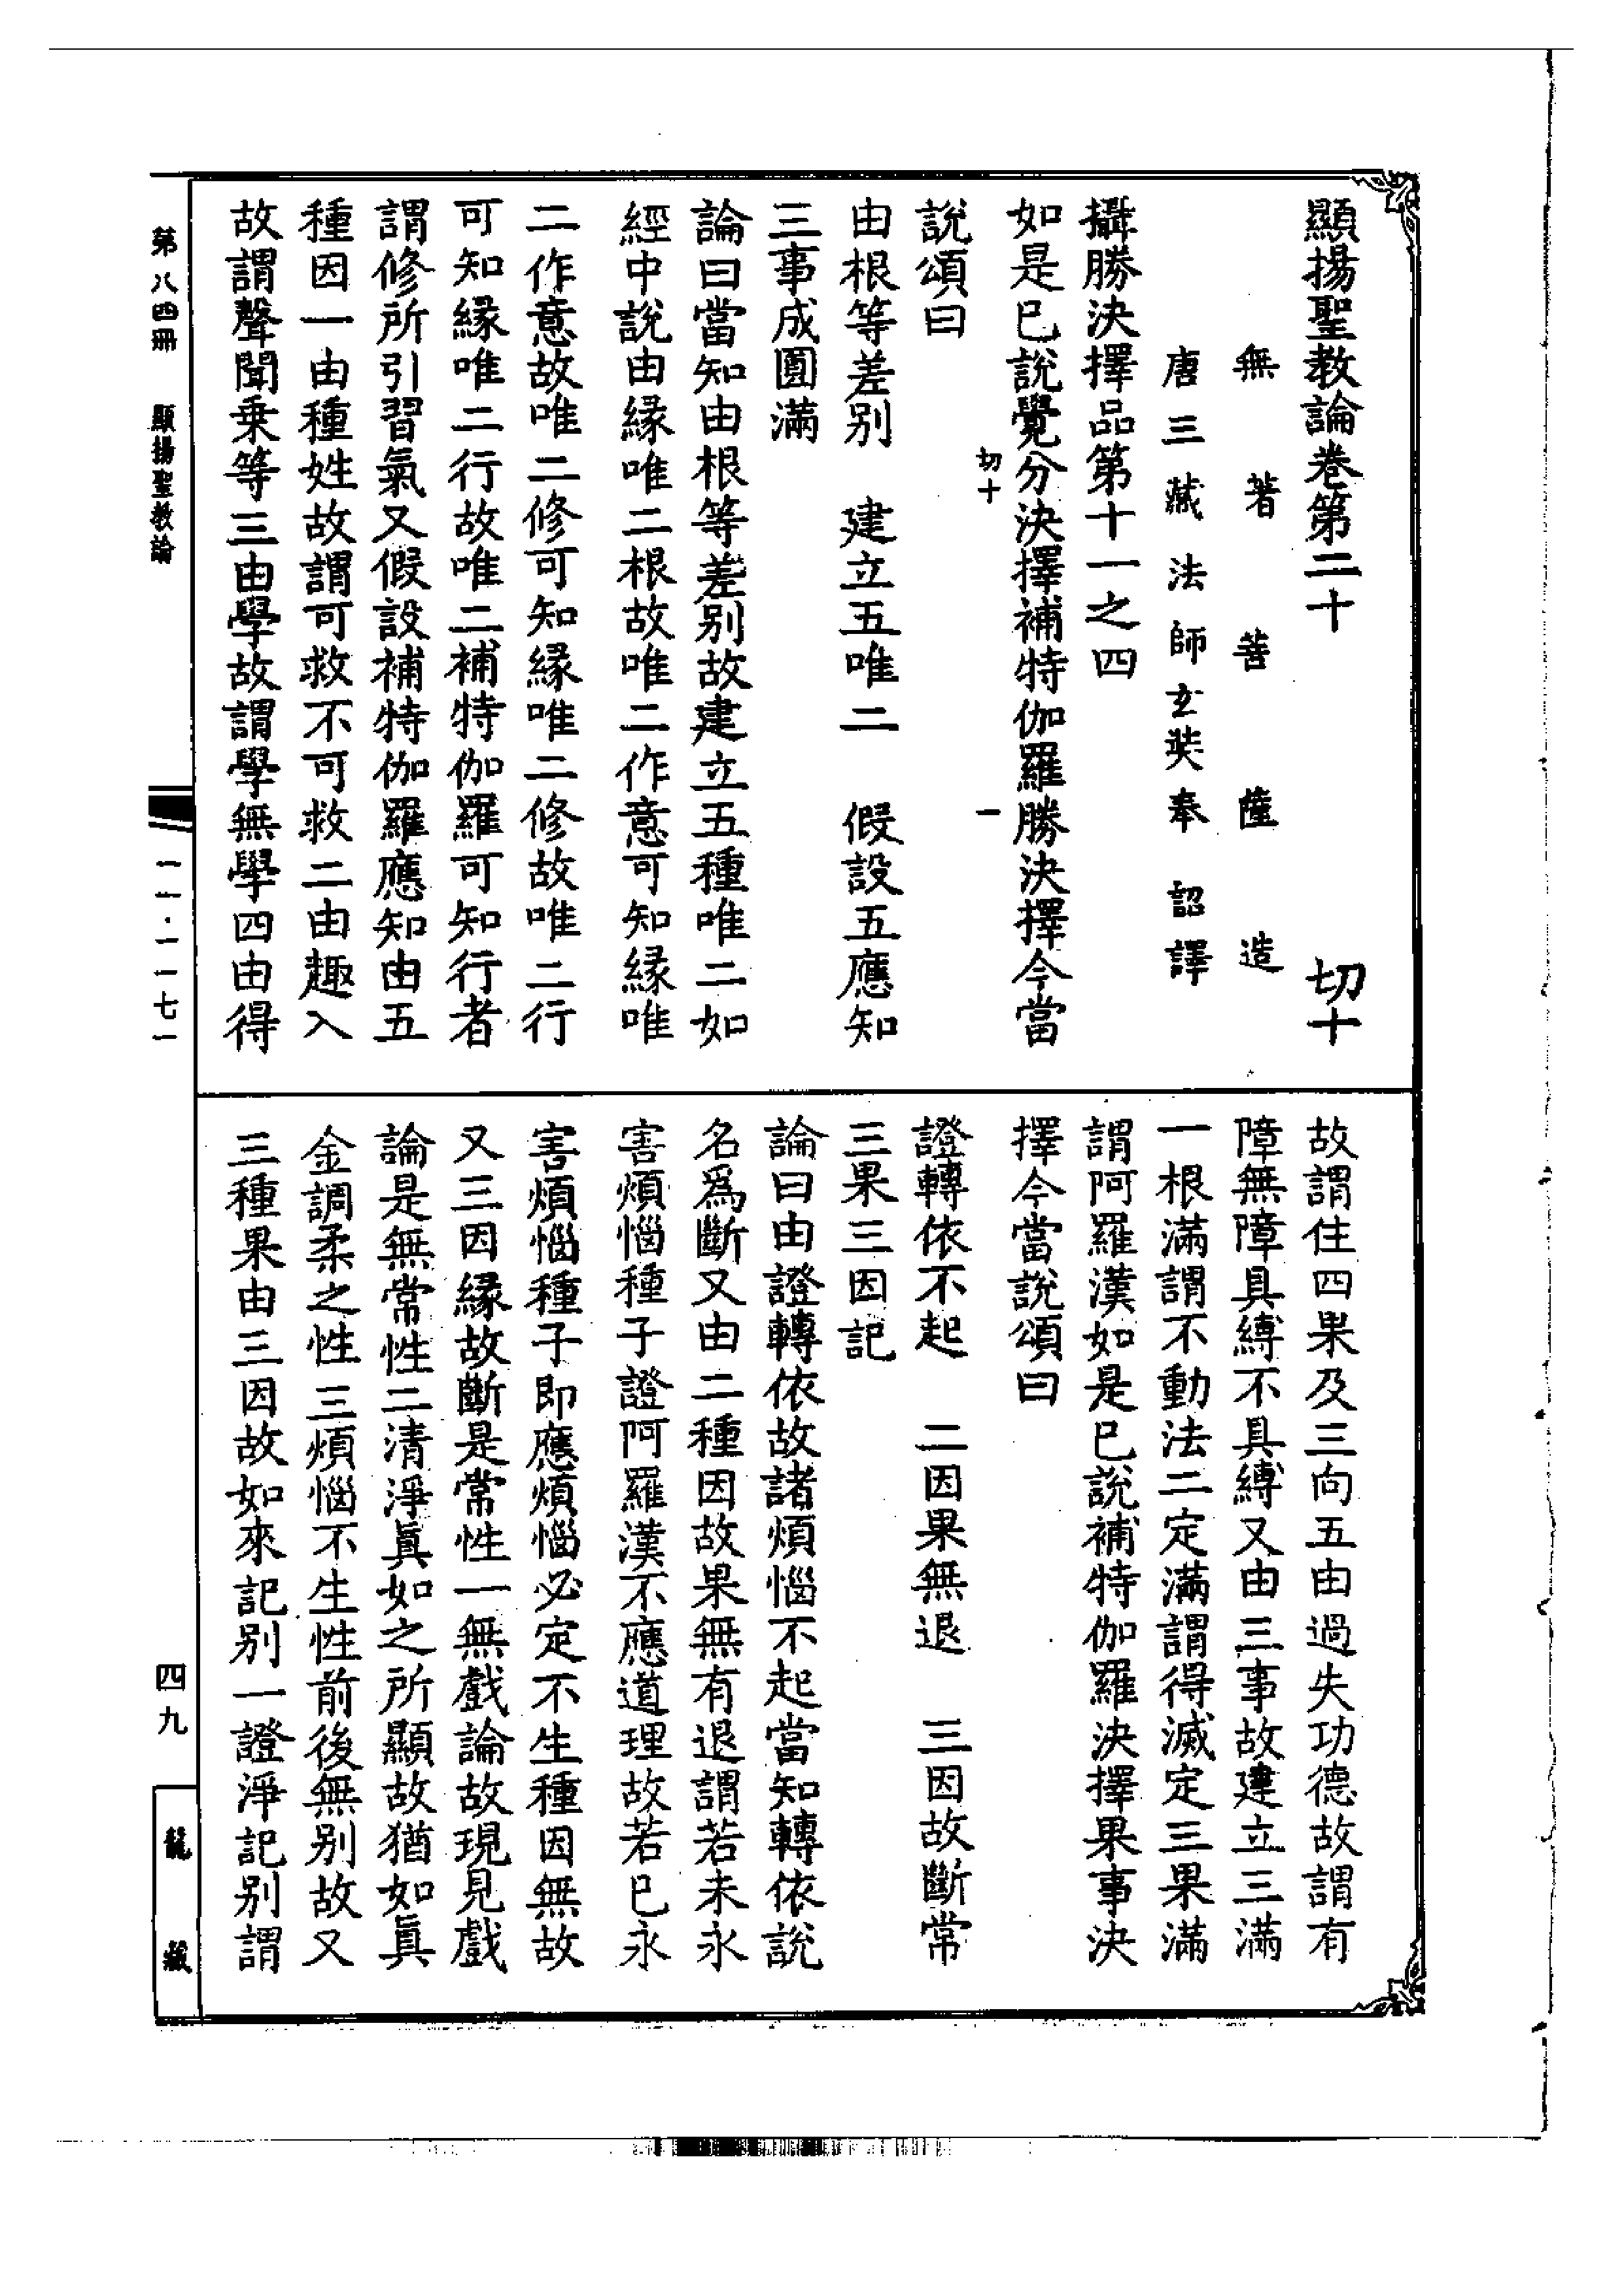 顯揚聖教論卷第二十 切十
無著菩薩造
唐三藏法師玄奘奉詔譯
攝勝決擇品第十一之四
如是已說覺分決擇補特伽羅勝決擇今當
切十 一
說頌曰
由根等差別 建立五唯二 假設五應知
三事成圓滿
論曰當知由根等差別故建立五種唯二如
經中說由緣唯二根故唯二作意可知緣唯
二作意故唯二修可知緣唯二修故唯二行
可知緣唯二行故唯二補特伽羅可知行者
謂修所引習氣又假設補特伽羅應知由五
種因一由種姓故謂可救不可救二由趣入
故謂聲聞乗等三由學故謂學無學四由得
故謂住四果及三向五由過失功德故謂有
障無障具縛不具縛又由三事故建立三滿
一根滿謂不動法二定滿謂得滅定三果滿
謂阿羅漢如是已說補特伽羅決擇果事決
擇今當說頌曰
證轉依不起 二因果無退 三因故斷常
三果三因記
論曰由證轉依故諸煩惱不起當知轉依說
名爲斷又由二種因故果無有退謂若未永
害煩惱種子證阿羅漢不應道理故若已永
害煩惱種子即應煩惱必定不生種因無故
又三因緣故斷是常性一無戲論故現見戲
論是無常性二清淨眞如之所顯故猶如眞
金調柔之性三煩惱不生性前後無別故又
三種果由三因故如來記別一證淨記別謂
第八四冊 顯揚聖教論
一一·一一七一
四九
龍藏